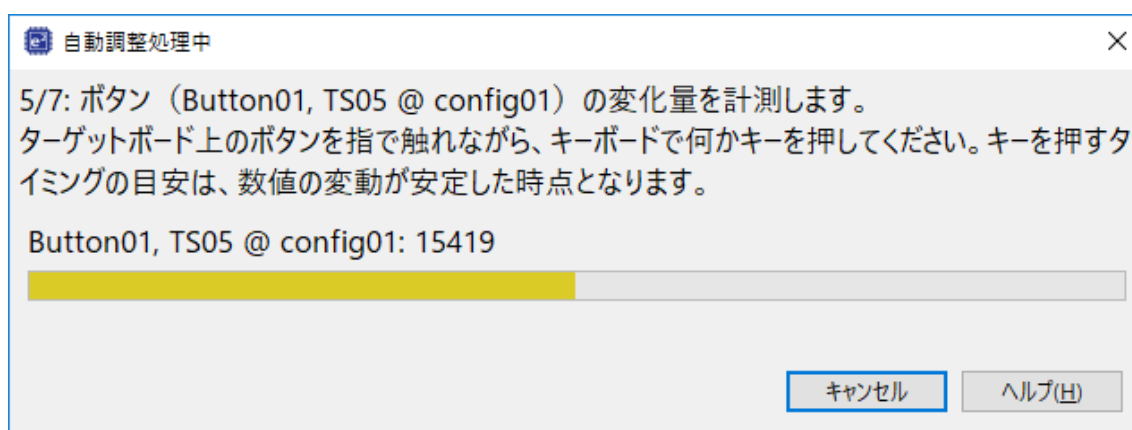 自動調整処理中
5/7: ボタン（Button01, TS05 @ config01）の変化量を計測します。
ターゲットボード上のボタンを指で触れながら、キーボードで何かキーを押してください。キーを押すタ
イミングの目安は、数値の変動が安定した時点となります。
Button01, TS05 @ config01: 15419
キャンセル ヘルプ(H)